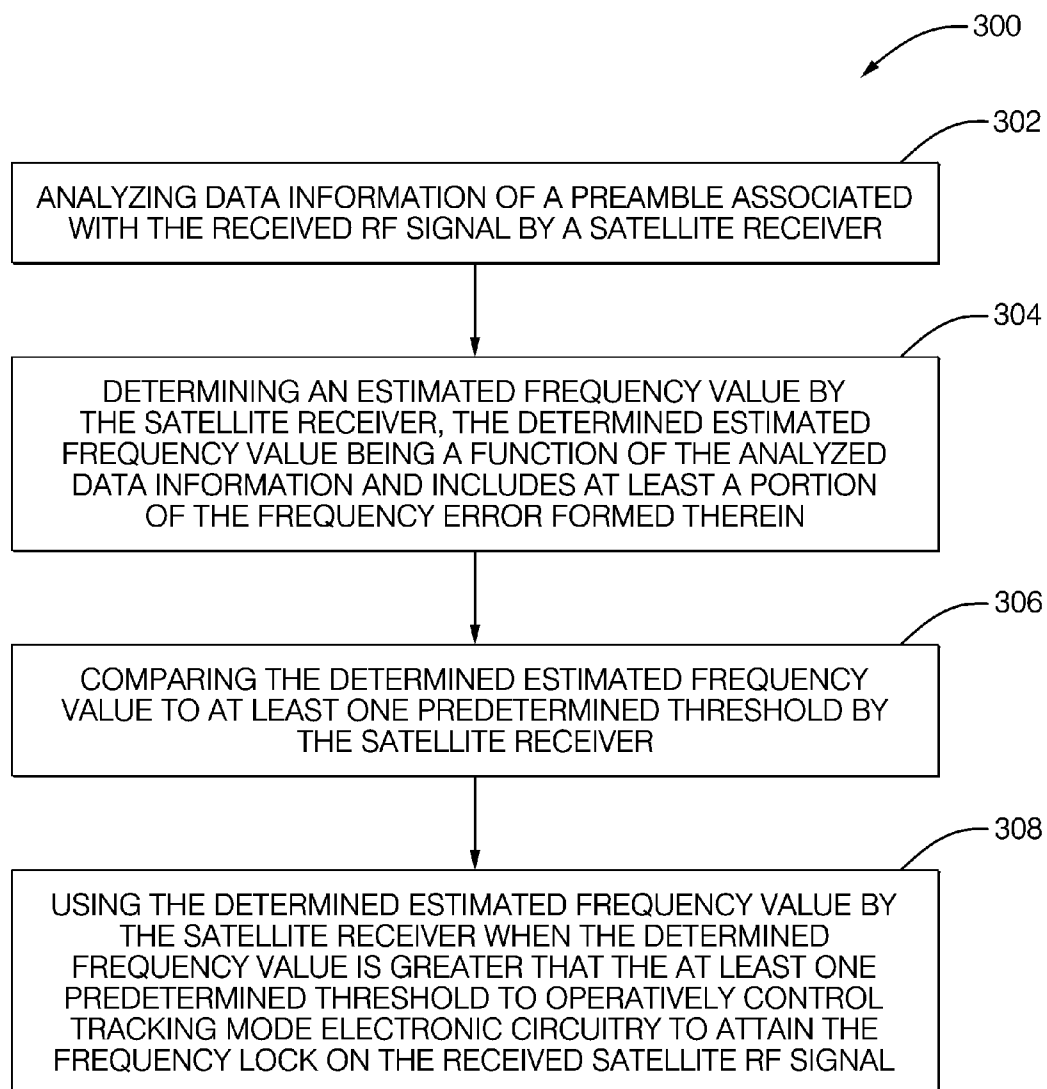 300
302
ANALYZING DATA INFORMATION OF A PREAMBLE ASSOCIATED
WITH THE RECEIVED RF SIGNAL BY A SATELLITE RECEIVER
304
DETERMINING AN ESTIMATED FREQUENCY VALUE BY
THE SATELLITE RECEIVER, THE DETERMINED ESTIMATED
FREQUENCY VALUE BEING A FUNCTION OF THE ANALYZED
DATA INFORMATION AND INCLUDES AT LEAST A PORTION
OF THE FREQUENCY ERROR FORMED THEREIN
306
COMPARING THE DETERMINED ESTIMATED FREQUENCY
VALUE TO AT LEAST ONE PREDETERMINED THRESHOLD BY
THE SATELLITE RECEIVER
308
USING THE DETERMINED ESTIMATED FREQUENCY VALUE BY
THE SATELLITE RECEIVER WHEN THE DETERMINED
FREQUENCY VALUE IS GREATER THAT THE AT LEAST ONE
PREDETERMINED THRESHOLD TO OPERATIVELY CONTROL
TRACKING MODE ELECTRONIC CIRCUITRY TO ATTAIN THE
FREQUENCY LOCK ON THE RECEIVED SATELLITE RF SIGNAL